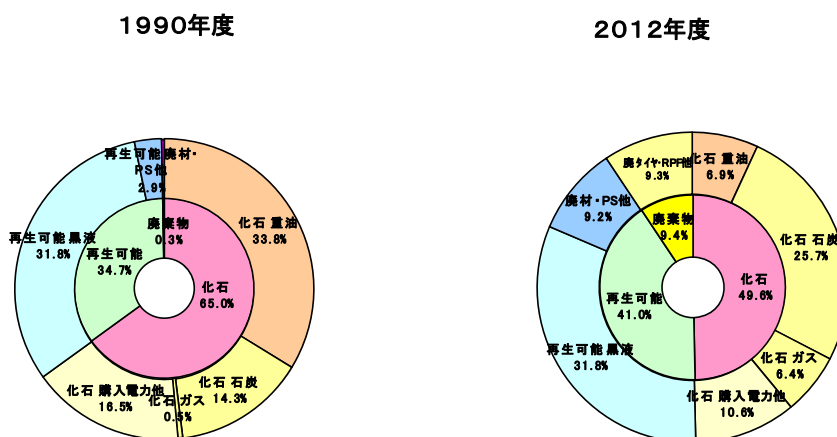 1990年度
再生可能 廃材・
PS他
2.9%
廃棄物
0.3%
化石 重油
33.8%
再生可能 黒液
31.8%
再生可能
34.7%
化石
65.0%
化石 石炭
14.3%
化石 ガス
0.5%
化石 購入電力他
16.5%
2012年度
廃タイヤ・RPF他
9.3%
化石 重油
6.9%
廃材・PS他
9.2%
廃棄物
9.4%
化石 石炭
25.7%
化石
49.6%
再生可能
41.0%
再生可能 黒液
31.8%
化石 ガス
6.4%
化石 購入電力他
10.6%